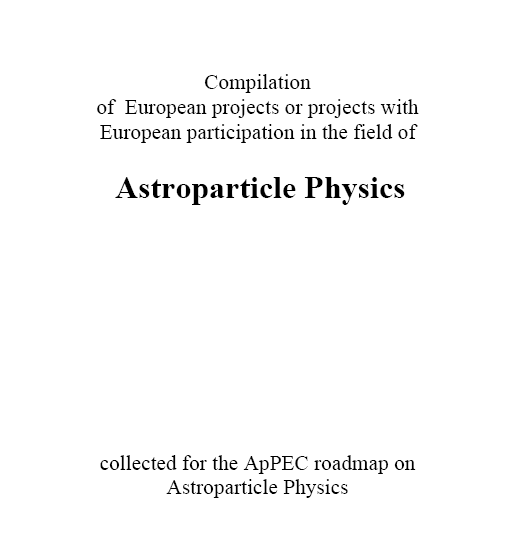 Compilation
of European projects or projects with
European participation in the field of
Astroparticle Physics
collected for the ApPEC roadmap on
Astroparticle Physics